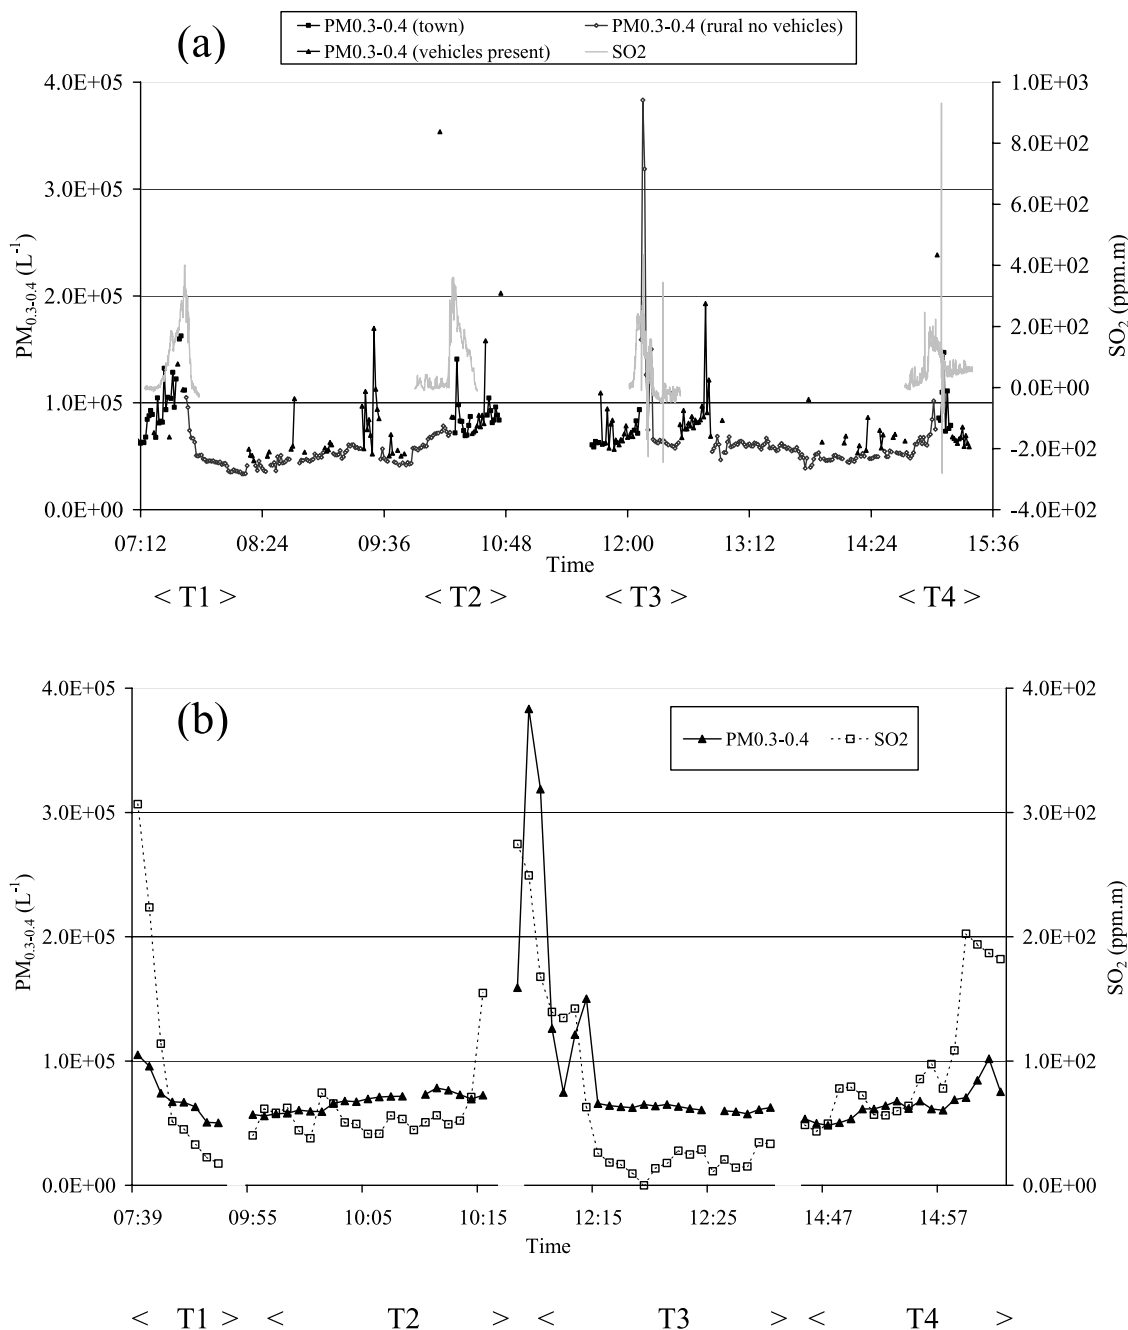 (a)
PM0.3-0.4 (town) PM0.3-0.4 (rural no vehicles)
PM0.3-0.4 (vehicles present) SO2
4.0E+05 1.0E+03
8.0E+02
3.0E+05 6.0E+02
4.0E+02
2.0E+05 2.0E+02
0.0E+00
1.0E+05 -2.0E+02
0.0E+00 -4.0E+02
PM0.3-0.4 (L-1)
SO2 (ppm.m)
07:12 08:24 09:36 10:48 12:00 13:12 14:24 15:36
Time
< T1 > < T2 > < T3 > < T4 >
(b)
PM0.3-0.4 SO2
4.0E+05 4.0E+02
3.0E+05 3.0E+02
2.0E+05 2.0E+02
1.0E+05 1.0E+02
0.0E+00 0.0E+00
PM0.3-0.4 (L-1)
SO2 (ppm.m)
07:39 09:55 10:05 10:15 12:15 12:25 14:47 14:57
Time
< T1 > < T2 > < T3 > < T4 >